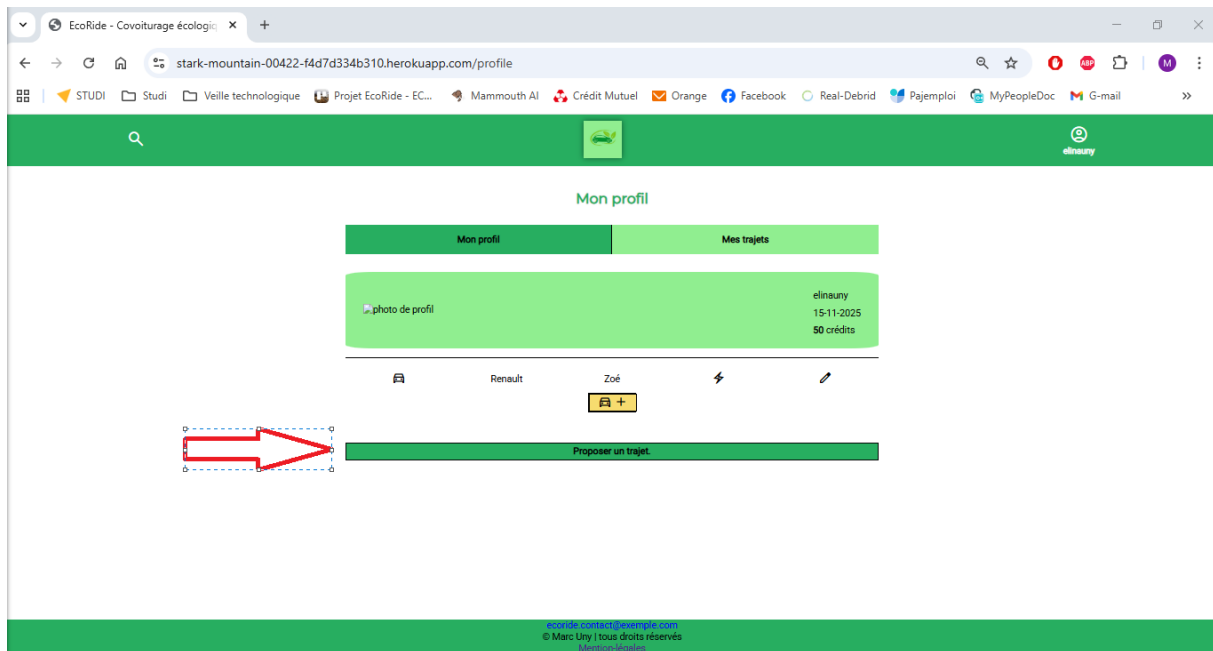 EcoRide - Covoiturage écologiq
stark-mountain-00422-f4d7d334b310.herokuapp.com/profile
ABP
M
STUDI Studi Veille technologique Projet EcoRide - EC... Mammouth AI Crédit Mutuel Orange Facebook Real-Debrid Pajemploi MyPeopleDoc G-mail
elinauny
Mon profil
Mon profil Mes trajets
photo de profil
elinauny
15-11-2025
50 crédits
Renault Zoé
Proposer un trajet.
ecoride.contact@exemple.com
© Marc Uny | tous droits réservés
Mention-légales